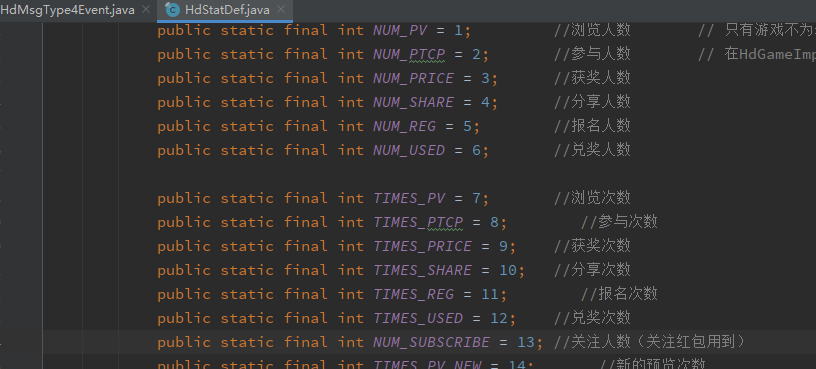 HdMsgType4Event.java × HdStatDef.java ×
public static final int NUM_PV = 1; //浏览人数 // 只有游戏不为
public static final int NUM_PTCP = 2; //参与人数 // 在HdGameImp
public static final int NUM_PRICE = 3; //获奖人数
public static final int NUM_SHARE = 4; //分享人数
public static final int NUM_REG = 5; //报名人数
public static final int NUM_USED = 6; //兑奖人数
public static final int TIMES_PV = 7; //浏览次数
public static final int TIMES_PTCP = 8; //参与次数
public static final int TIMES_PRICE = 9; //获奖次数
public static final int TIMES_SHARE = 10; //分享次数
public static final int TIMES_REG = 11; //报名次数
public static final int TIMES_USED = 12; //兑奖次数
public static final int NUM_SUBSCRIBE = 13; //关注人数（关注红包用到）
public static final int TIMES_PV_NEW = 14; //新的预览次数